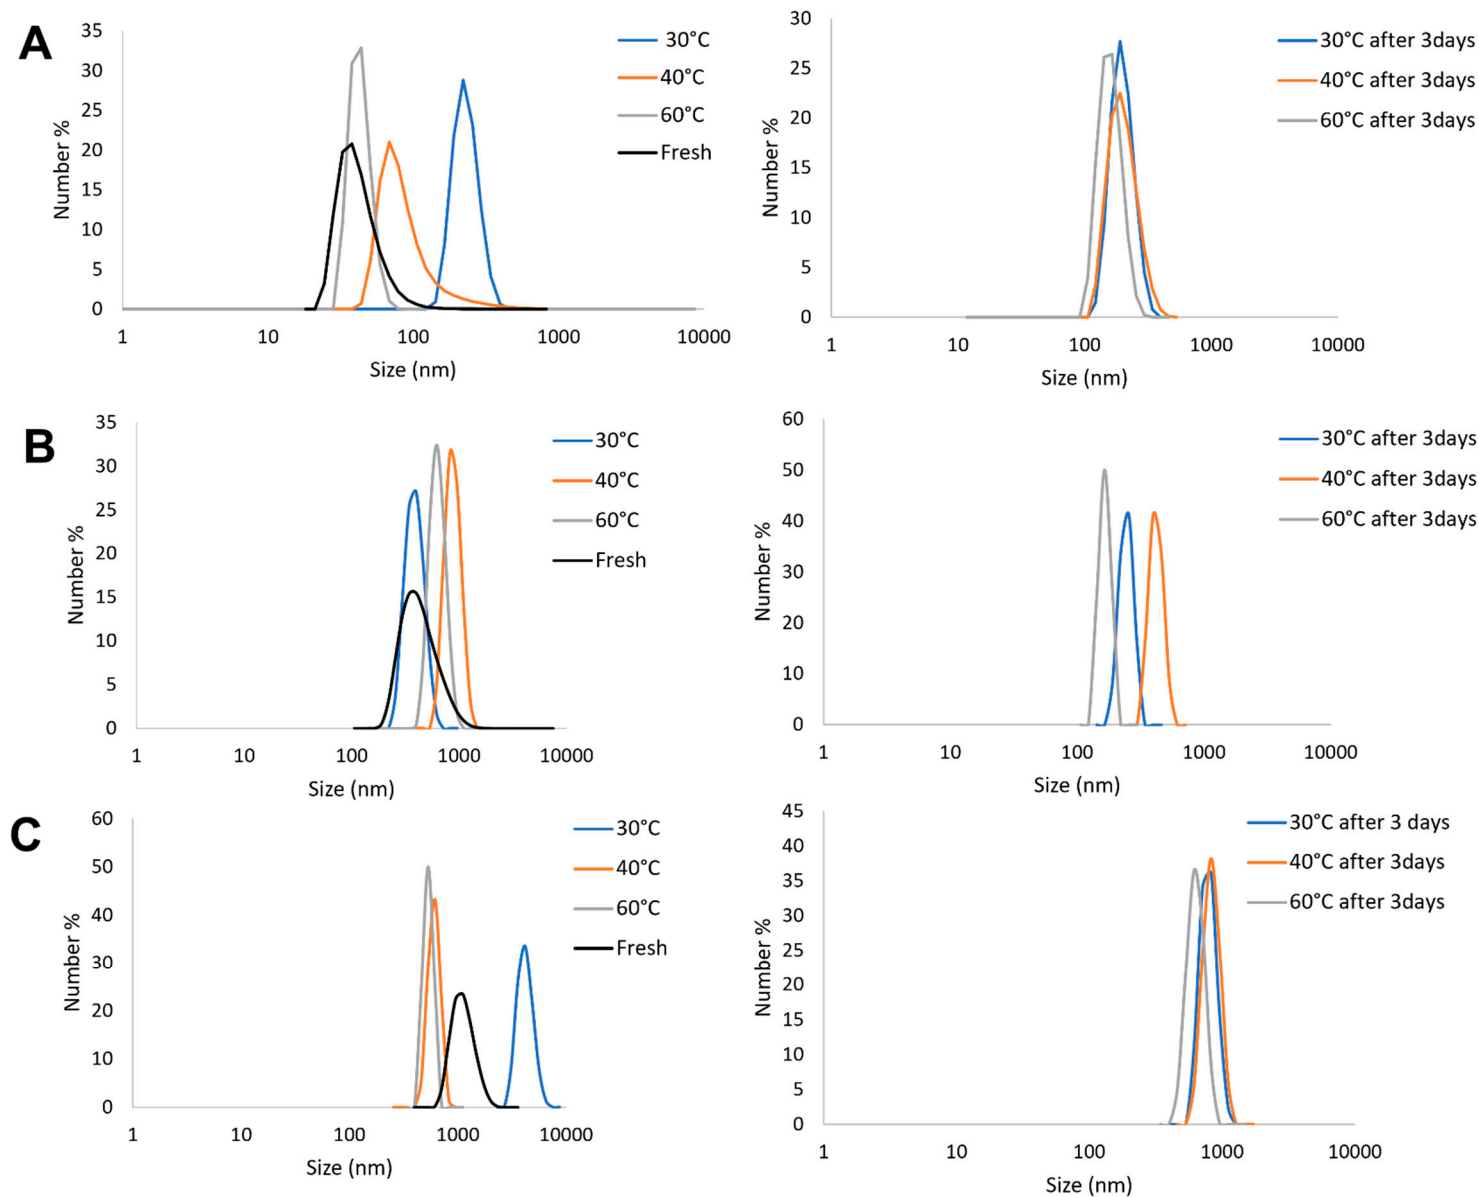 A
Number %
35
30
25
20
15
10
5
0
1 10 100 1000 10000
Size (nm)
30°C
40°C
60°C
Fresh
Number %
30
25
20
15
10
5
0
1 10 100 1000 10000
Size (nm)
30°C after 3days
40°C after 3days
60°C after 3days
B
Number %
35
30
25
20
15
10
5
0
1 10 100 1000 10000
Size (nm)
30°C
40°C
60°C
Fresh
Number %
60
50
40
30
20
10
0
1 10 100 1000 10000
Size (nm)
30°C after 3days
40°C after 3days
60°C after 3days
C
Number %
60
50
40
30
20
10
0
1 10 100 1000 10000
Size (nm)
30°C
40°C
60°C
Fresh
Number %
45
40
35
30
25
20
15
10
5
0
1 10 100 1000 10000
Size (nm)
30°C after 3 days
40°C after 3days
60°C after 3days